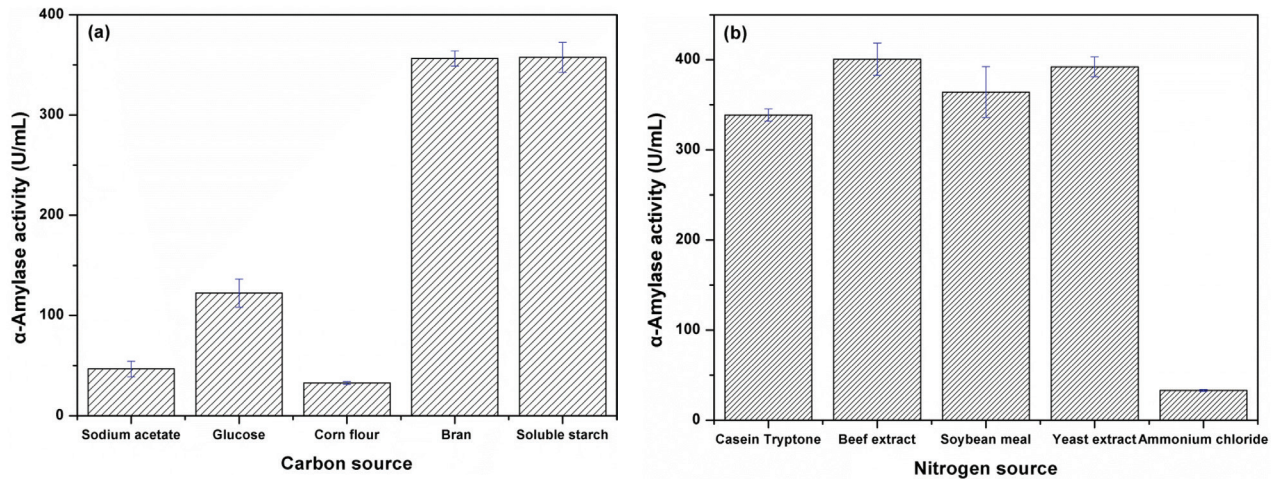 (a)
α-Amylase activity (U/mL)
400
300
200
100
0
Sodium acetate Glucose Corn flour Bran Soluble starch
Carbon source
(b)
α-Amylase activity (U/mL)
400
300
200
100
0
Casein Tryptone Beef extract Soybean meal Yeast extract Ammonium chloride
Nitrogen source